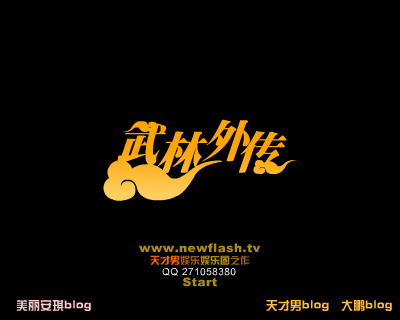 武林外传
www.newflash.tv
天才男娱乐娱乐圈之作
QQ 271058380
Start
美丽安琪blog 天才男blog 大鹏blog